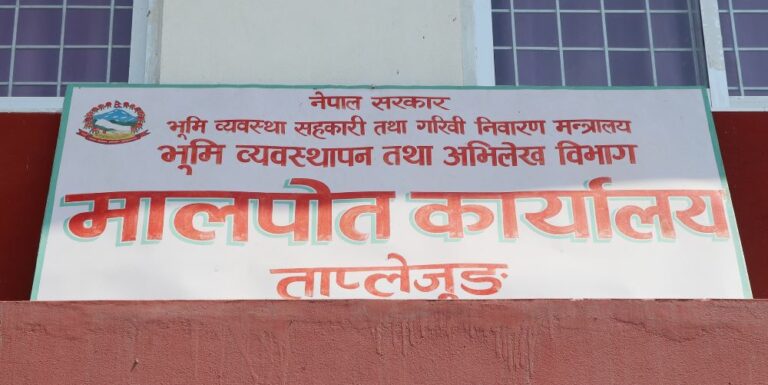 नेपाल सरकार
भूमि व्यवस्था सहकारी तथा गरिवी निवारण मन्त्रालय
भूमि व्यवस्थापन तथा अभिलेख विभाग
मालपोत कार्यालय
ताप्लेजुङ